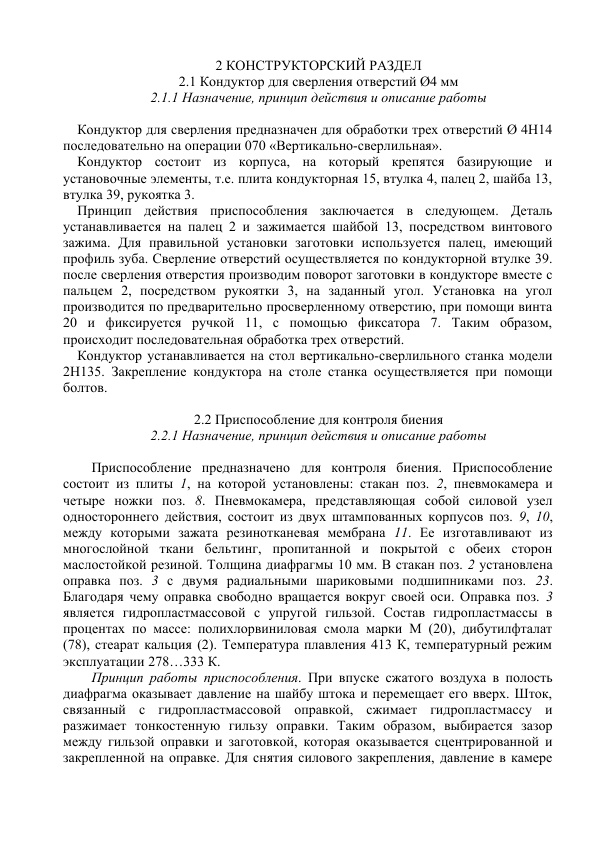 2 КОНСТРУКТОРСКИЙ РАЗДЕЛ
2.1 Кондуктор для сверления отверстий Ø4 мм
2.1.1 Назначение, принцип действия и описание работы
Кондуктор для сверления предназначен для обработки трех отверстий Ø 4Н14
последовательно на операции 070 «Вертикально-сверлильная».
Кондуктор состоит из корпуса, на который крепятся базирующие и
установочные элементы, т.е. плита кондукторная 15, втулка 4, палец 2, шайба 13,
втулка 39, рукоятка 3.
Принцип действия приспособления заключается в следующем. Деталь
устанавливается на палец 2 и зажимается шайбой 13, посредством винтового
зажима. Для правильной установки заготовки используется палец, имеющий
профиль зуба. Сверление отверстий осуществляется по кондукторной втулке 39.
после сверления отверстия производим поворот заготовки в кондукторе вместе с
пальцем 2, посредством рукоятки 3, на заданный угол. Установка на угол
производится по предварительно просверленному отверстию, при помощи винта
20 и фиксируется ручкой 11, с помощью фиксатора 7. Таким образом,
происходит последовательная обработка трех отверстий.
Кондуктор устанавливается на стол вертикально-сверлильного станка модели
2Н135. Закрепление кондуктора на столе станка осуществляется при помощи
болтов.
2.2 Приспособление для контроля биения
2.2.1 Назначение, принцип действия и описание работы
Приспособление предназначено для контроля биения. Приспособление
состоит из плиты 1, на которой установлены: стакан поз. 2, пневмокамера и
четыре ножки поз. 8. Пневмокамера, представляющая собой силовой узел
одностороннего действия, состоит из двух штампованных корпусов поз. 9, 10,
между которыми зажата резинотканевая мембрана 11. Ее изготавливают из
многослойной ткани бельтинг, пропитанной и покрытой с обеих сторон
маслостойкой резиной. Толщина диафрагмы 10 мм. В стакан поз. 2 установлена
оправка поз. 3 с двумя радиальными шариковыми подшипниками поз. 23.
Благодаря чему оправка свободно вращается вокруг своей оси. Оправка поз. 3
является гидропластмассовой с упругой гильзой. Состав гидропластмассы в
процентах по массе: полихлорвиниловая смола марки М (20), дибутилфталат
(78), стеарат кальция (2). Температура плавления 413 К, температурный режим
эксплуатации 278…333 К.
Принцип работы приспособления. При впуске сжатого воздуха в полость
диафрагма оказывает давление на шайбу штока и перемещает его вверх. Шток,
связанный с гидропластмассовой оправкой, сжимает гидропластмассу и
разжимает тонкостенную гильзу оправки. Таким образом, выбирается зазор
между гильзой оправки и заготовкой, которая оказывается сцентрированной и
закрепленной на оправке. Для снятия силового закрепления, давление в камере